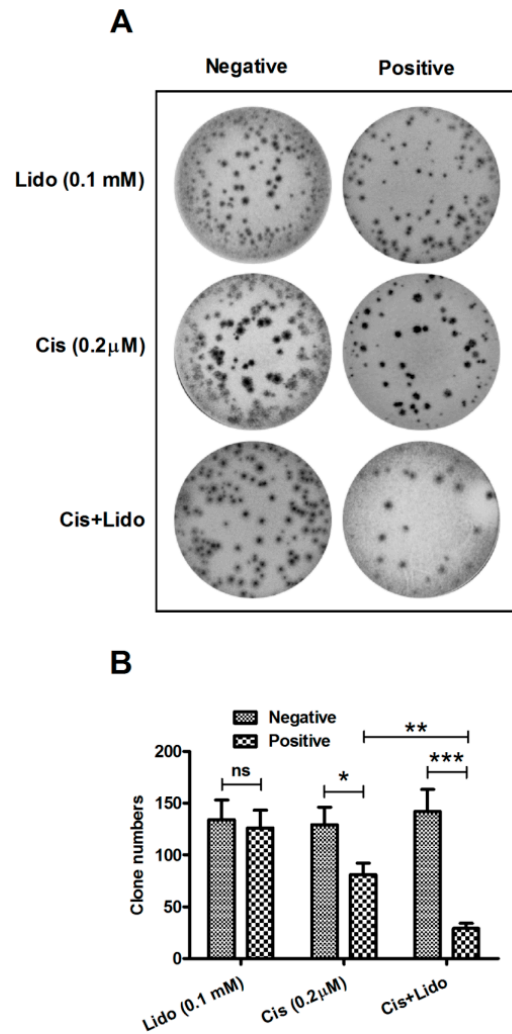 A
Negative Positive
Lido (0.1 mM)
Cis (0.2μM)
Cis+Lido
B
Negative
Positive
**
***
*
ns
200
150
100
50
0
Clone numbers
Lido (0.1 mM) Cis (0.2μM) Cis+Lido